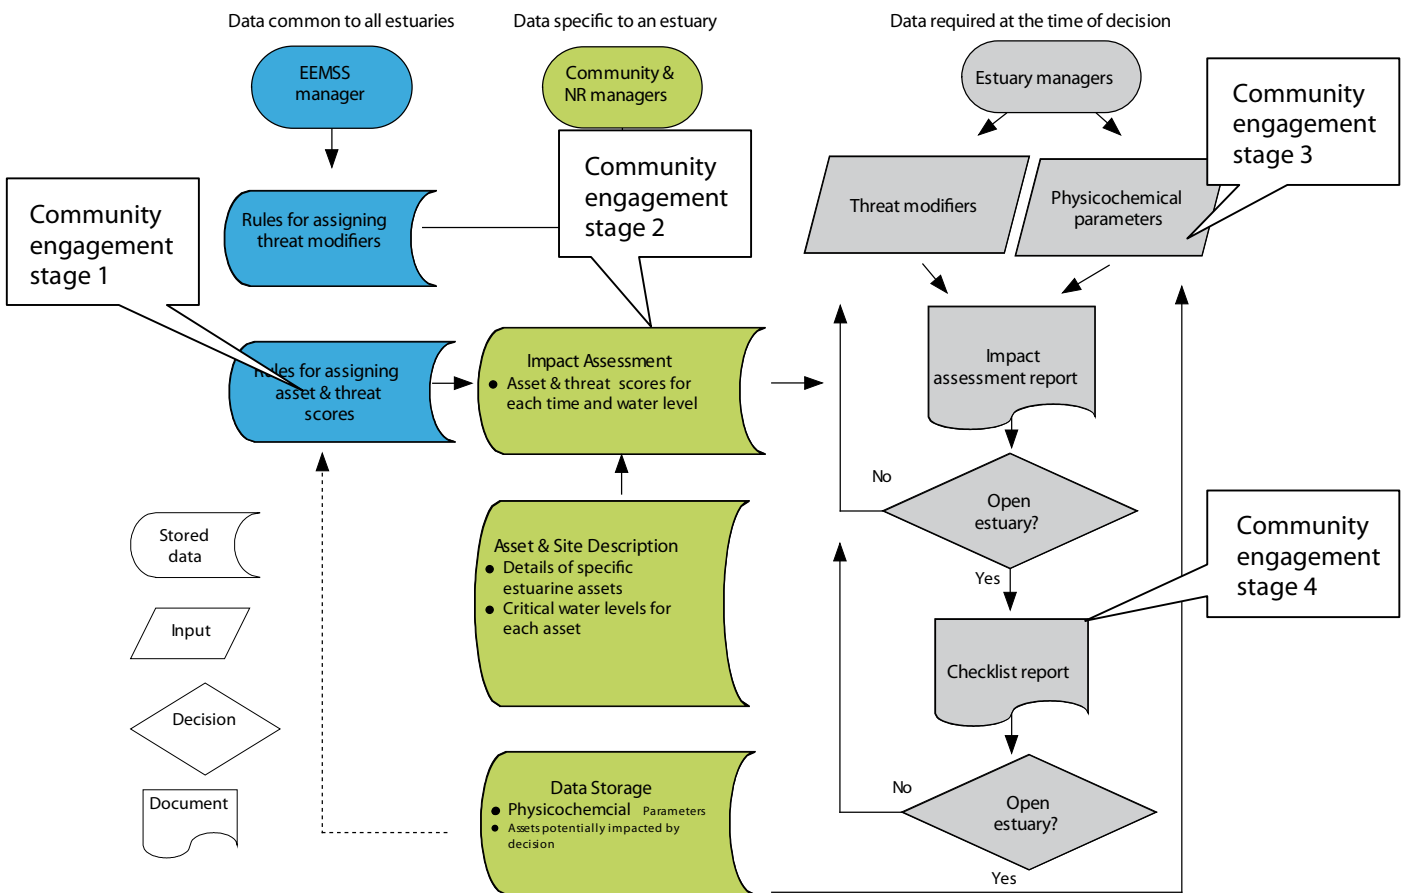 Data common to all estuaries
Data specific to an estuary
Data required at the time of decision
EEMSS
manager
Community &
NR managers
Estuary managers
Community
engagement
stage 3
Community
engagement
stage 2
Community
engagement
stage 1
Rules for assigning
threat modifiers
Threat modifiers
Physicochemical
parameters
Rules for assigning
asset & threat
scores
Impact Assessment
● Asset & threat scores for
each time and water level
Impact
assessment report
No
Open
estuary?
Yes
Community
engagement
stage 4
Stored
data
Input
Decision
Document
Asset & Site Description
● Details of specific
estuarine assets
● Critical water levels for
each asset
Checklist report
Data Storage
● Physicochemcial Parameters
● Assets potentially impacted by
decision
No
Open
estuary?
Yes